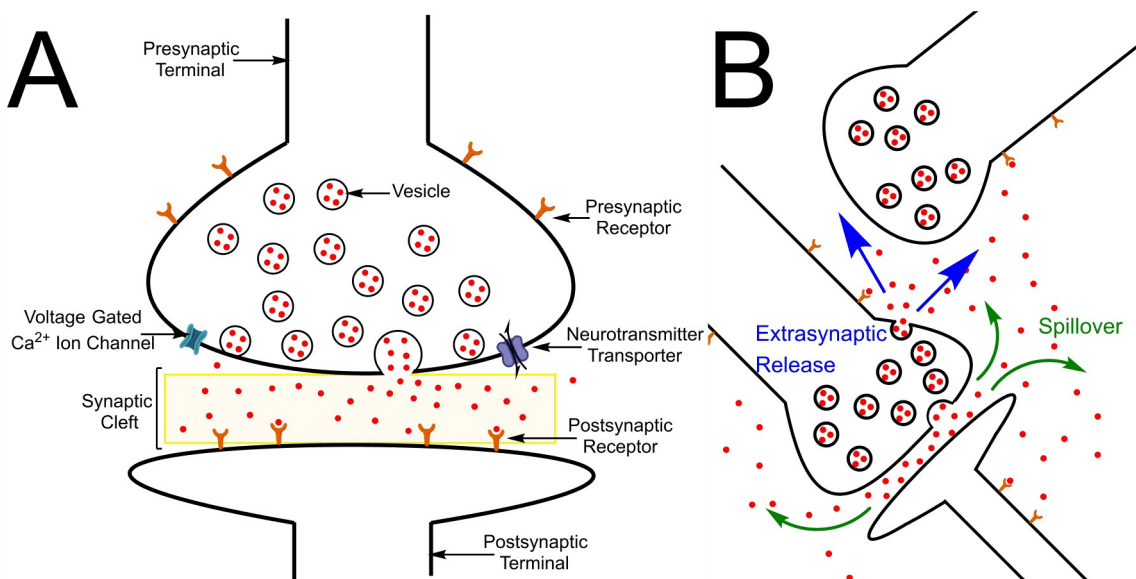 A
Presynaptic
Terminal
Vesicle
Presynaptic
Receptor
Voltage Gated
Ca²⁺ Ion Channel
Neurotransmitter
Transporter
Synaptic
Cleft
Postsynaptic
Receptor
Postsynaptic
Terminal
B
Extrasynaptic
Release
Spillover